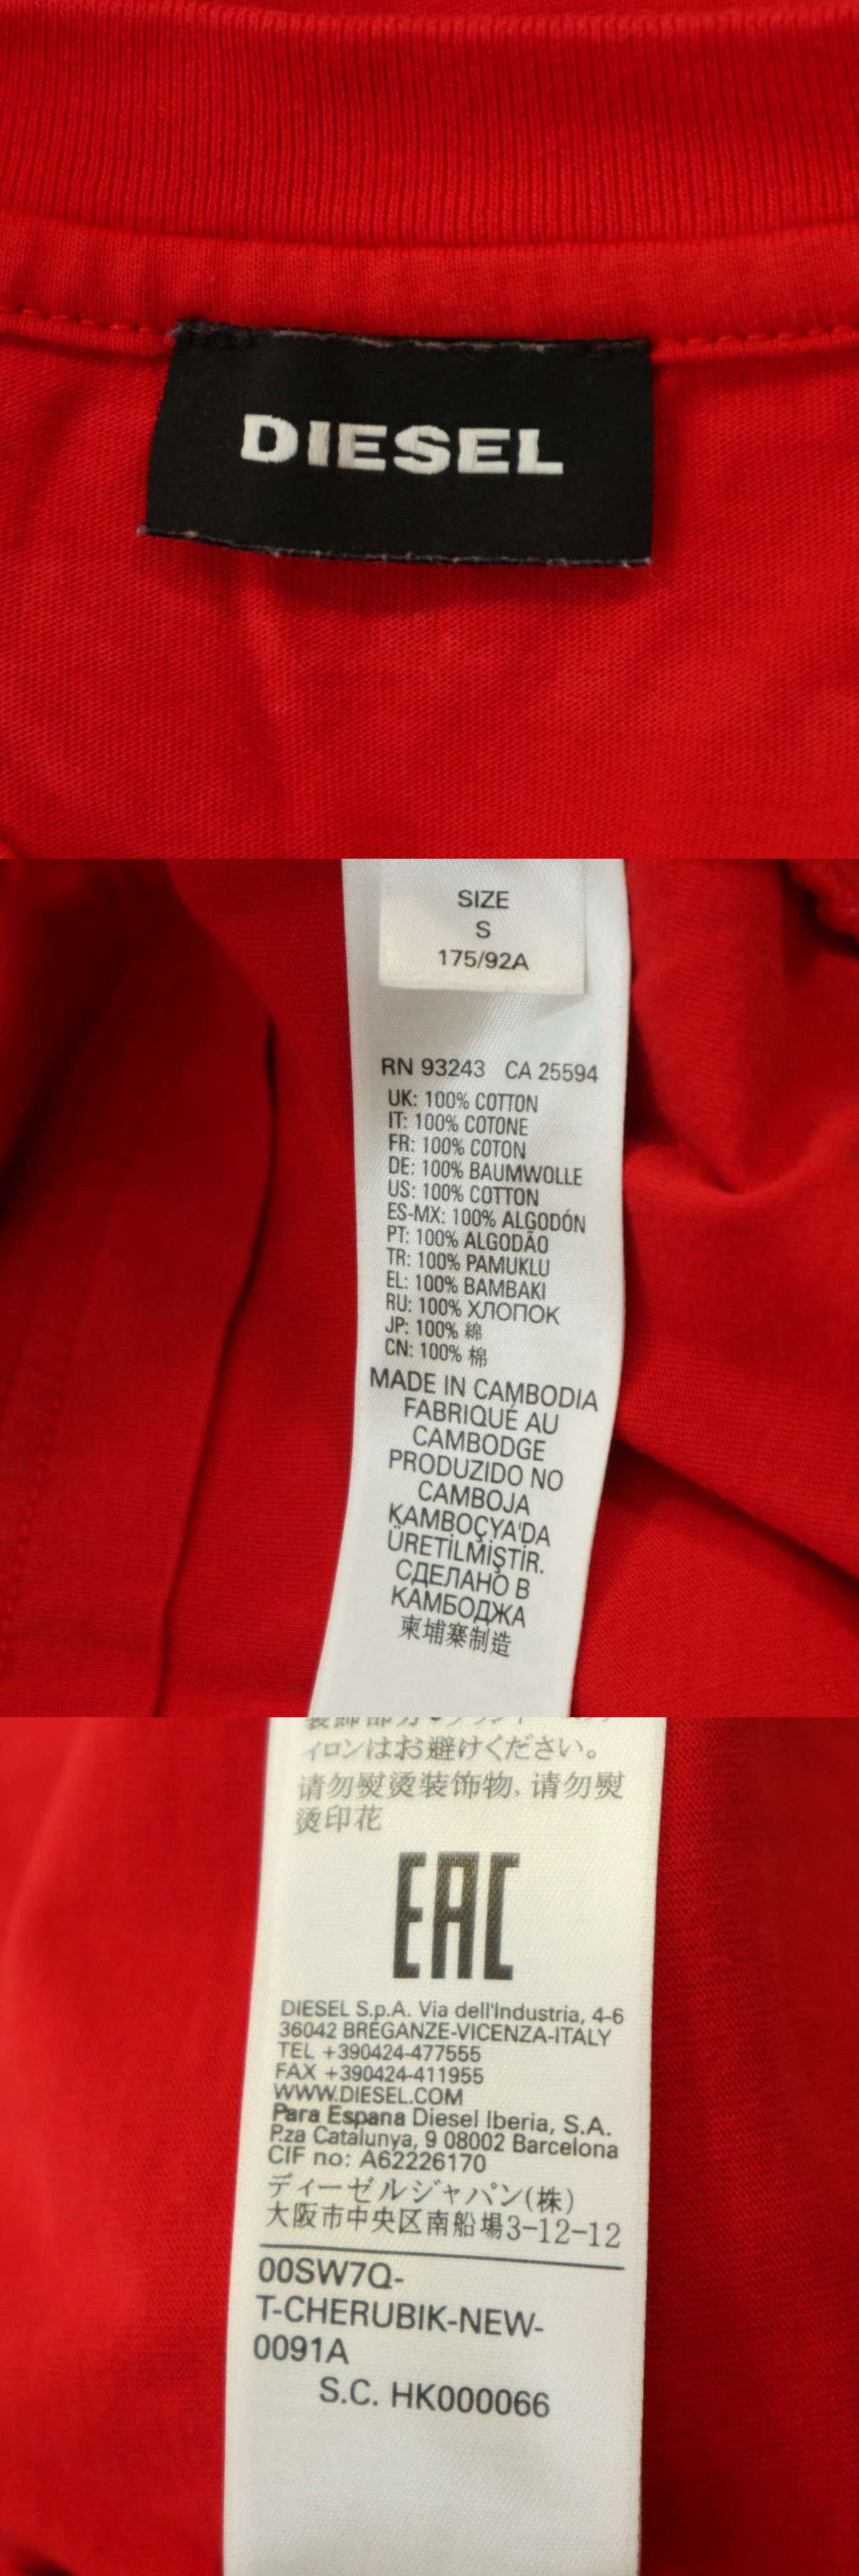 DIESEL
SIZE
S
175/92A
RN 93243 CA 25594
UK: 100% COTTON
IT: 100% COTONE
FR: 100% COTON
DE: 100% BAUMWOLLE
US: 100% COTTON
ES-MX: 100% ALGODÓN
PT: 100% ALGODÃO
TR: 100% PAMUKLU
EL: 100% BAMBAKI
RU: 100% ХЛОПОК
JP: 100% 綿
CN: 100% 棉
MADE IN CAMBODIA
FABRIQUÉ AU
CAMBODGE
PRODUZIDO NO
CAMBOJA
KAMBOÇYA'DA
ÜRETİLMİŞTİR.
СДЕЛАНО В
КАМБОДЖА
柬埔寨制造
イロンはお避けください。
请勿熨烫装饰物, 请勿熨
烫印花
EAC
DIESEL S.p.A. Via dell'Industria, 4-6
36042 BREGANZE-VICENZA-ITALY
TEL +390424-477555
FAX +390424-411955
WWW.DIESEL.COM
Para Espana Diesel Iberia, S.A.
P.za Catalunya, 9 08002 Barcelona
CIF no: A62226170
ディーゼルジャパン(株)
大阪市中央区南船場3-12-12
00SW7Q-
T-CHERUBIK-NEW-
0091A
S.C. HK000066